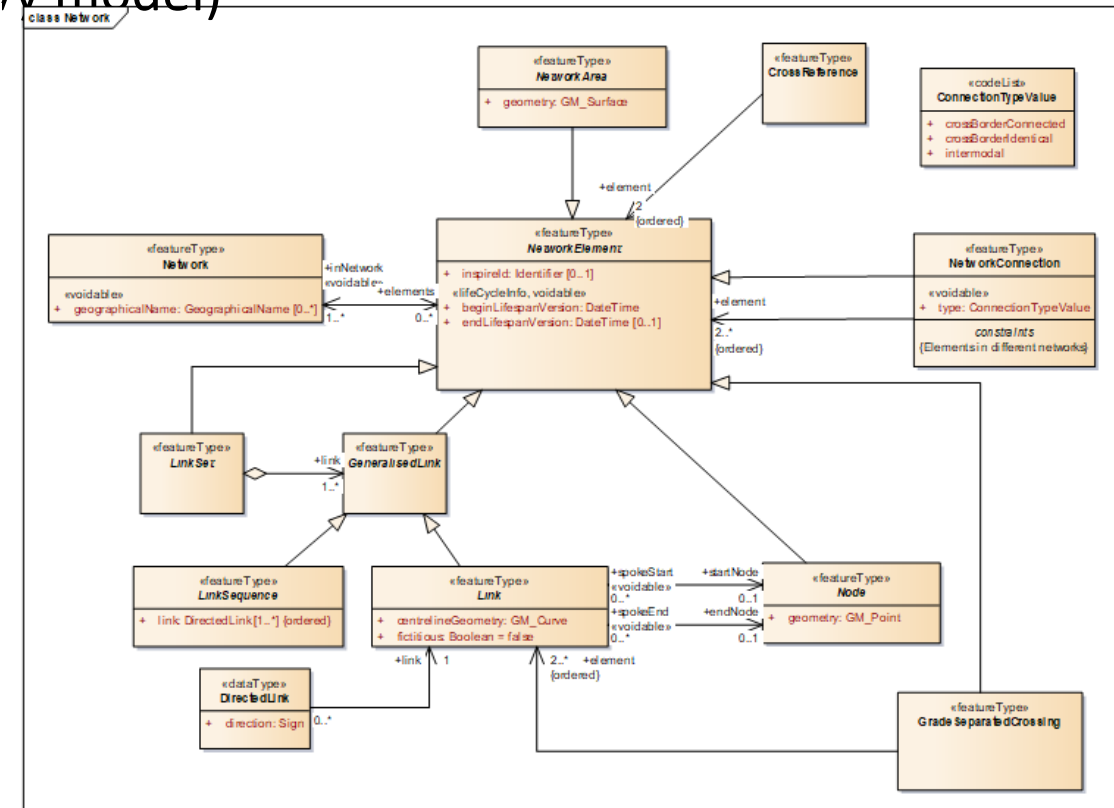 class Network
«featureType»
NetworkArea
+ geometry: GM_Surface
«featureType»
CrossReference
«codeList»
ConnectionTypeValue
+ crossBorderConnected
+ crossBorderIdentical
+ intermodal
+element
2
{ordered}
«featureType»
Network
«voidable»
+ geographicalName: GeographicalName [0..*]
+inNetwork
«voidable»
+elements
1..*
0..*
«featureType»
NetworkElement
+ inspireId: Identifier [0..1]
«lifeCycleInfo, voidable»
+ beginLifespanVersion: DateTime
+ endLifespanVersion: DateTime [0..1]
+element
2..*
{ordered}
«featureType»
NetworkConnection
«voidable»
+ type: ConnectionTypeValue
constraints
{Elements in different networks}
«featureType»
LinkSet
+link
1..*
«featureType»
GeneralisedLink
«featureType»
LinkSequence
+ link: DirectedLink [1..*] {ordered}
«featureType»
Link
+ centrelineGeometry: GM_Curve
+ fictitious: Boolean = false
+spokeStart
«voidable»
0..*
+startNode
0..1
+spokeEnd
«voidable»
0..*
+endNode
0..1
«featureType»
Node
+ geometry: GM_Point
+link
1
2..*
+element
{ordered}
«dataType»
DirectedLink
+ direction: Sign
0..*
«featureType»
GradeSeparatedCrossing